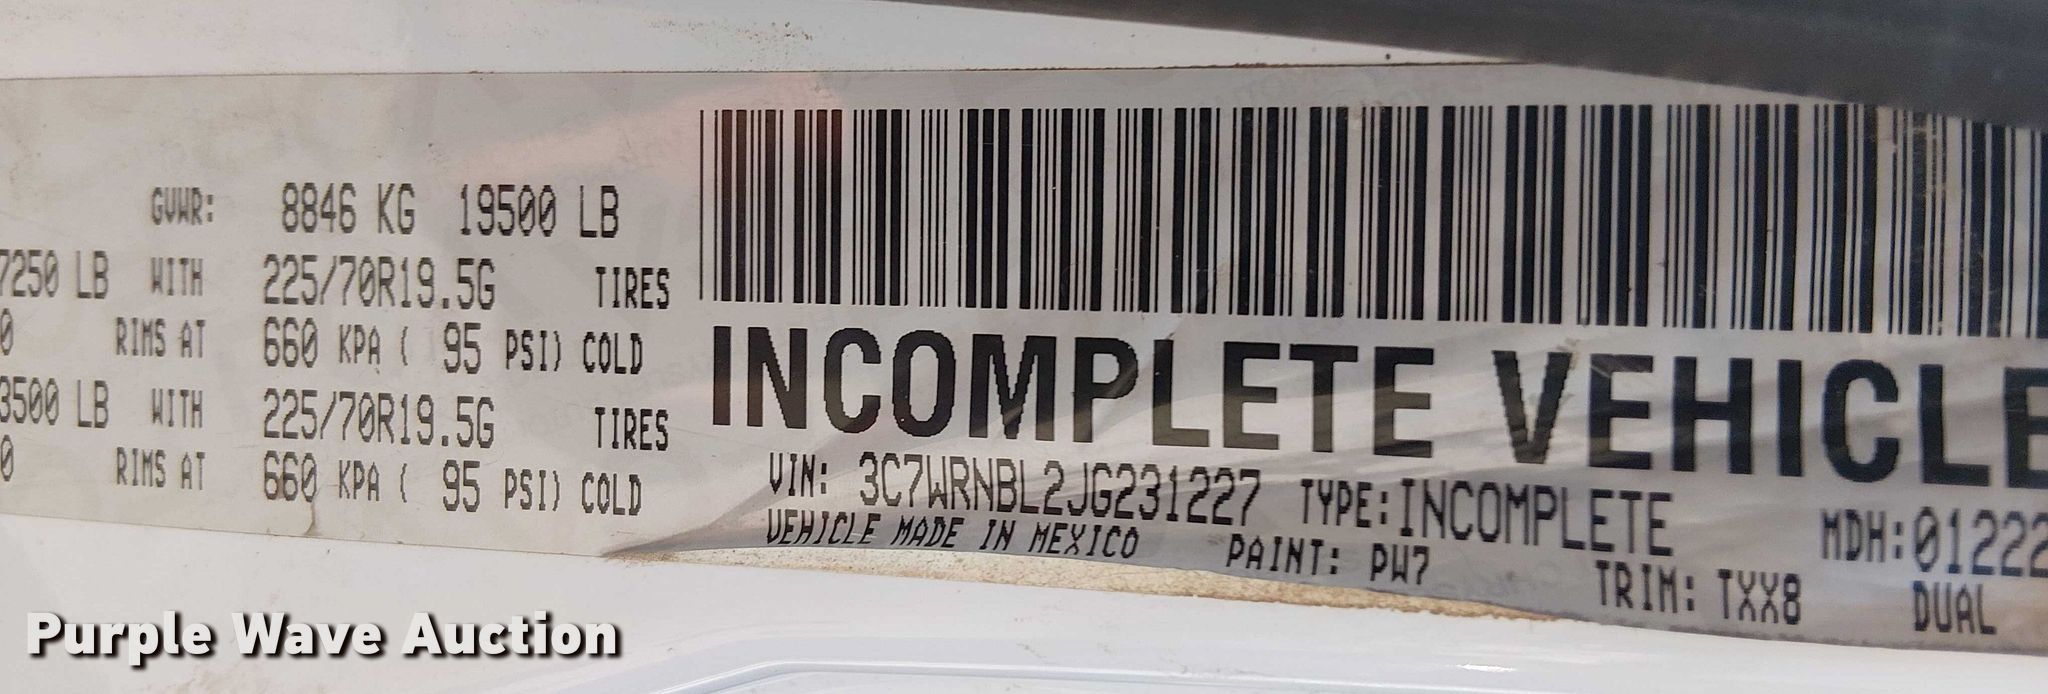 GVWR: 8846 KG 19500 LB
7250 LB WITH 225/70R19.5G TIRES
0 RIMS AT 660 KPA ( 95 PSI) COLD
3500 LB WITH 225/70R19.5G TIRES
0 RIMS AT 660 KPA ( 95 PSI) COLD
INCOMPLETE VEHICLE
VIN: 3C7WRNBL2JG231227 TYPE: INCOMPLETE MDH: 01222
VEHICLE MADE IN MEXICO PAINT: PW7 TRIM: TXX8 DUAL
Purple Wave Auction